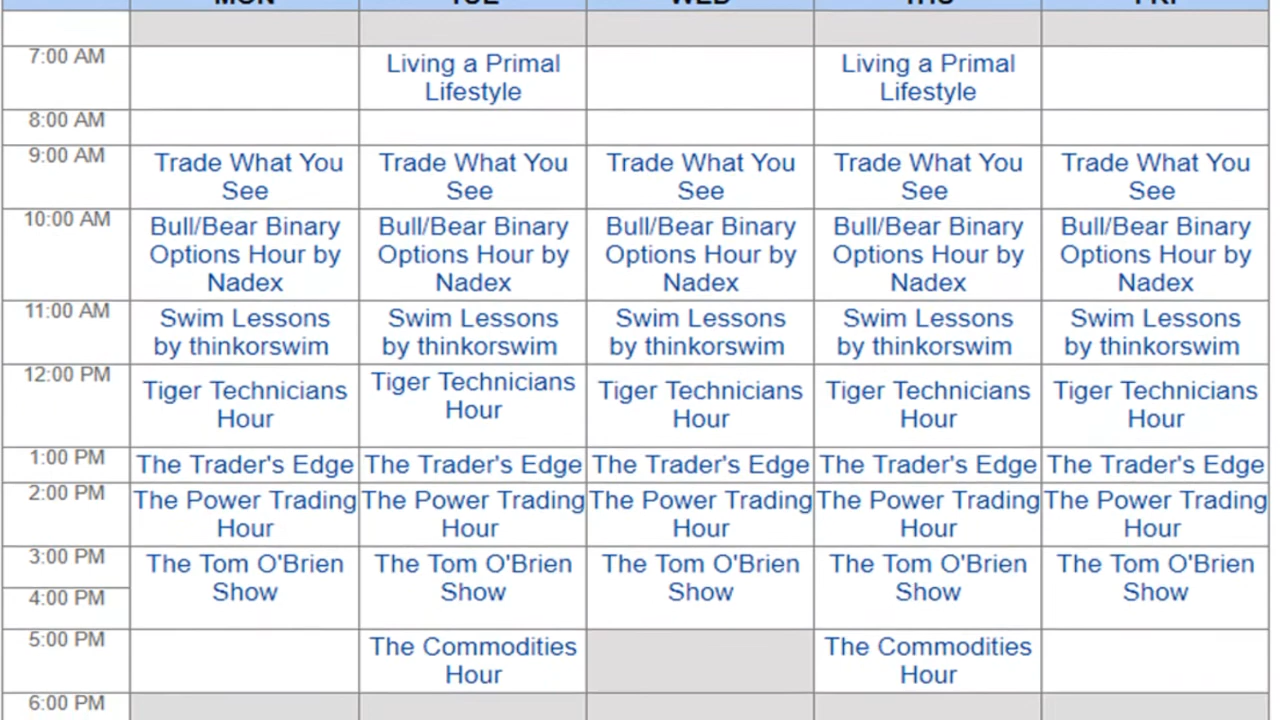 MON TUE WED THU FRI
7:00 AM
Living a Primal
Lifestyle
Living a Primal
Lifestyle
8:00 AM
9:00 AM
Trade What You
See
Trade What You
See
Trade What You
See
Trade What You
See
Trade What You
See
10:00 AM
Bull/Bear Binary
Options Hour by
Nadex
Bull/Bear Binary
Options Hour by
Nadex
Bull/Bear Binary
Options Hour by
Nadex
Bull/Bear Binary
Options Hour by
Nadex
Bull/Bear Binary
Options Hour by
Nadex
11:00 AM
Swim Lessons
by thinkorswim
Swim Lessons
by thinkorswim
Swim Lessons
by thinkorswim
Swim Lessons
by thinkorswim
Swim Lessons
by thinkorswim
12:00 PM
Tiger Technicians
Hour
Tiger Technicians
Hour
Tiger Technicians
Hour
Tiger Technicians
Hour
Tiger Technicians
Hour
1:00 PM
The Trader's Edge
The Trader's Edge
The Trader's Edge
The Trader's Edge
The Trader's Edge
2:00 PM
The Power Trading
Hour
The Power Trading
Hour
The Power Trading
Hour
The Power Trading
Hour
The Power Trading
Hour
3:00 PM
The Tom O'Brien
Show
The Tom O'Brien
Show
The Tom O'Brien
Show
The Tom O'Brien
Show
The Tom O'Brien
Show
4:00 PM
5:00 PM
The Commodities
Hour
The Commodities
Hour
6:00 PM